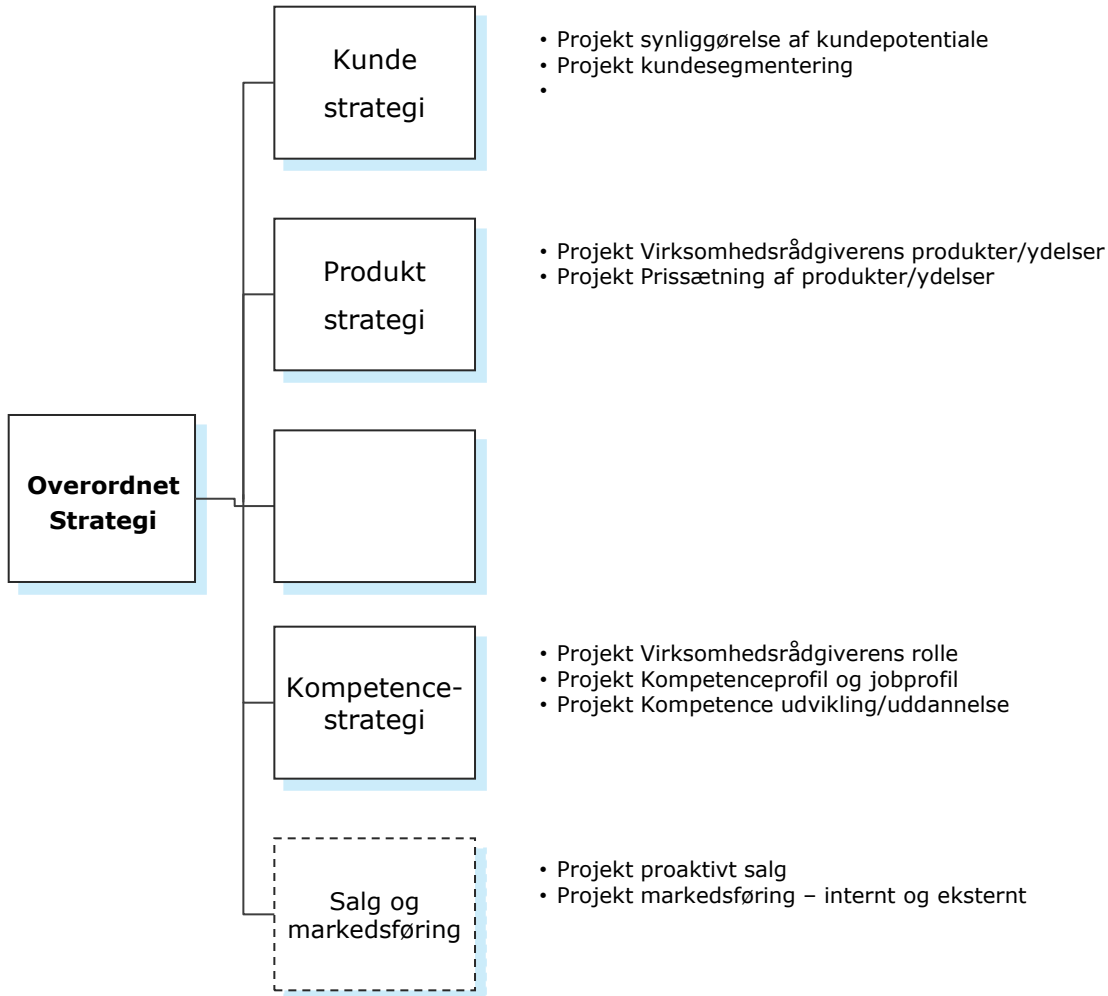 Kunde
strategi
• Projekt synliggørelse af kundepotentiale
• Projekt kundesegmentering
•
Produkt
strategi
• Projekt Virksomhedsrådgiverens produkter/ydelser
• Projekt Prissætning af produkter/ydelser
Overordnet
Strategi
Kompetence-
strategi
• Projekt Virksomhedsrådgiverens rolle
• Projekt Kompetenceprofil og jobprofil
• Projekt Kompetence udvikling/uddannelse
Salg og
markedsføring
• Projekt proaktivt salg
• Projekt markedsføring – internt og eksternt